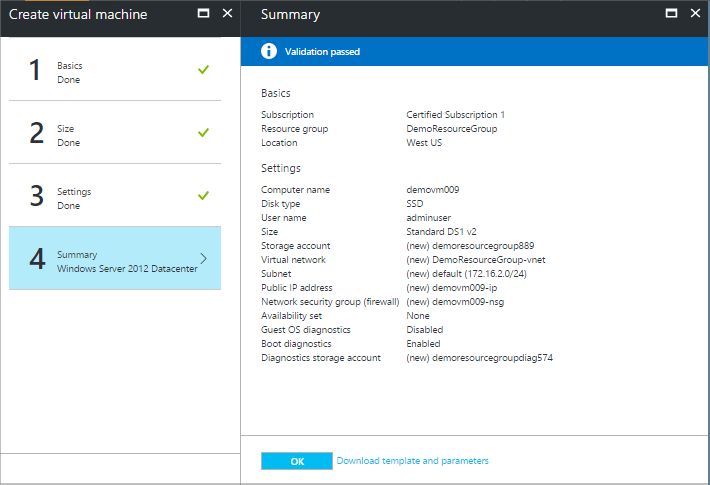 Create virtual machine
1
Basics
Done
2
Size
Done
3
Settings
Done
4
Summary
Windows Server 2012 Datacenter
Summary
Validation passed
Basics
Subscription Certified Subscription 1
Resource group DemoResourceGroup
Location West US
Settings
Computer name demovm009
Disk type SSD
User name adminuser
Size Standard DS1 v2
Storage account (new) demoresourcegroup889
Virtual network (new) DemoResourceGroup-vnet
Subnet (new) default (172.16.2.0/24)
Public IP address (new) demovm009-ip
Network security group (firewall) (new) demovm009-nsg
Availability set None
Guest OS diagnostics Disabled
Boot diagnostics Enabled
Diagnostics storage account (new) demoresourcegroupdiag574
OK Download template and parameters